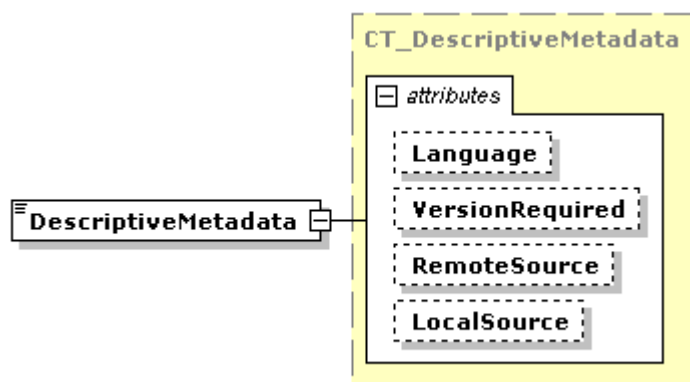 CT_DescriptiveMetadata
attributes
Language
VersionRequired
DescriptiveMetadata
RemoteSource
LocalSource